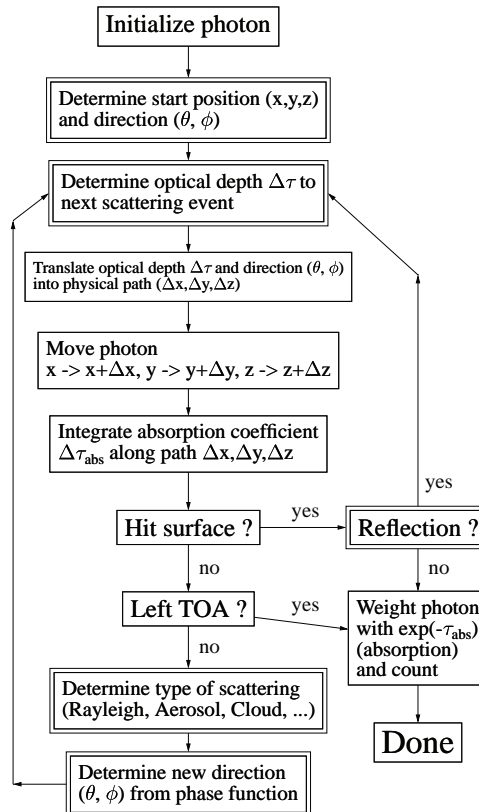 Initialize photon
Determine start position (x,y,z)
and direction (θ, ϕ)
Determine optical depth Δτ to
next scattering event
Translate optical depth Δτ and direction (θ, ϕ)
into physical path (Δx,Δy,Δz)
Move photon
x -> x+Δx, y -> y+Δy, z -> z+Δz
Integrate absorption coefficient
Δτabs along path Δx,Δy,Δz
Hit surface ?
yes
Reflection ?
yes
no
no
Left TOA ?
yes
Weight photon
with exp(-τabs)
(absorption)
and count
no
Determine type of scattering
(Rayleigh, Aerosol, Cloud, ...)
Done
Determine new direction
(θ, ϕ) from phase function